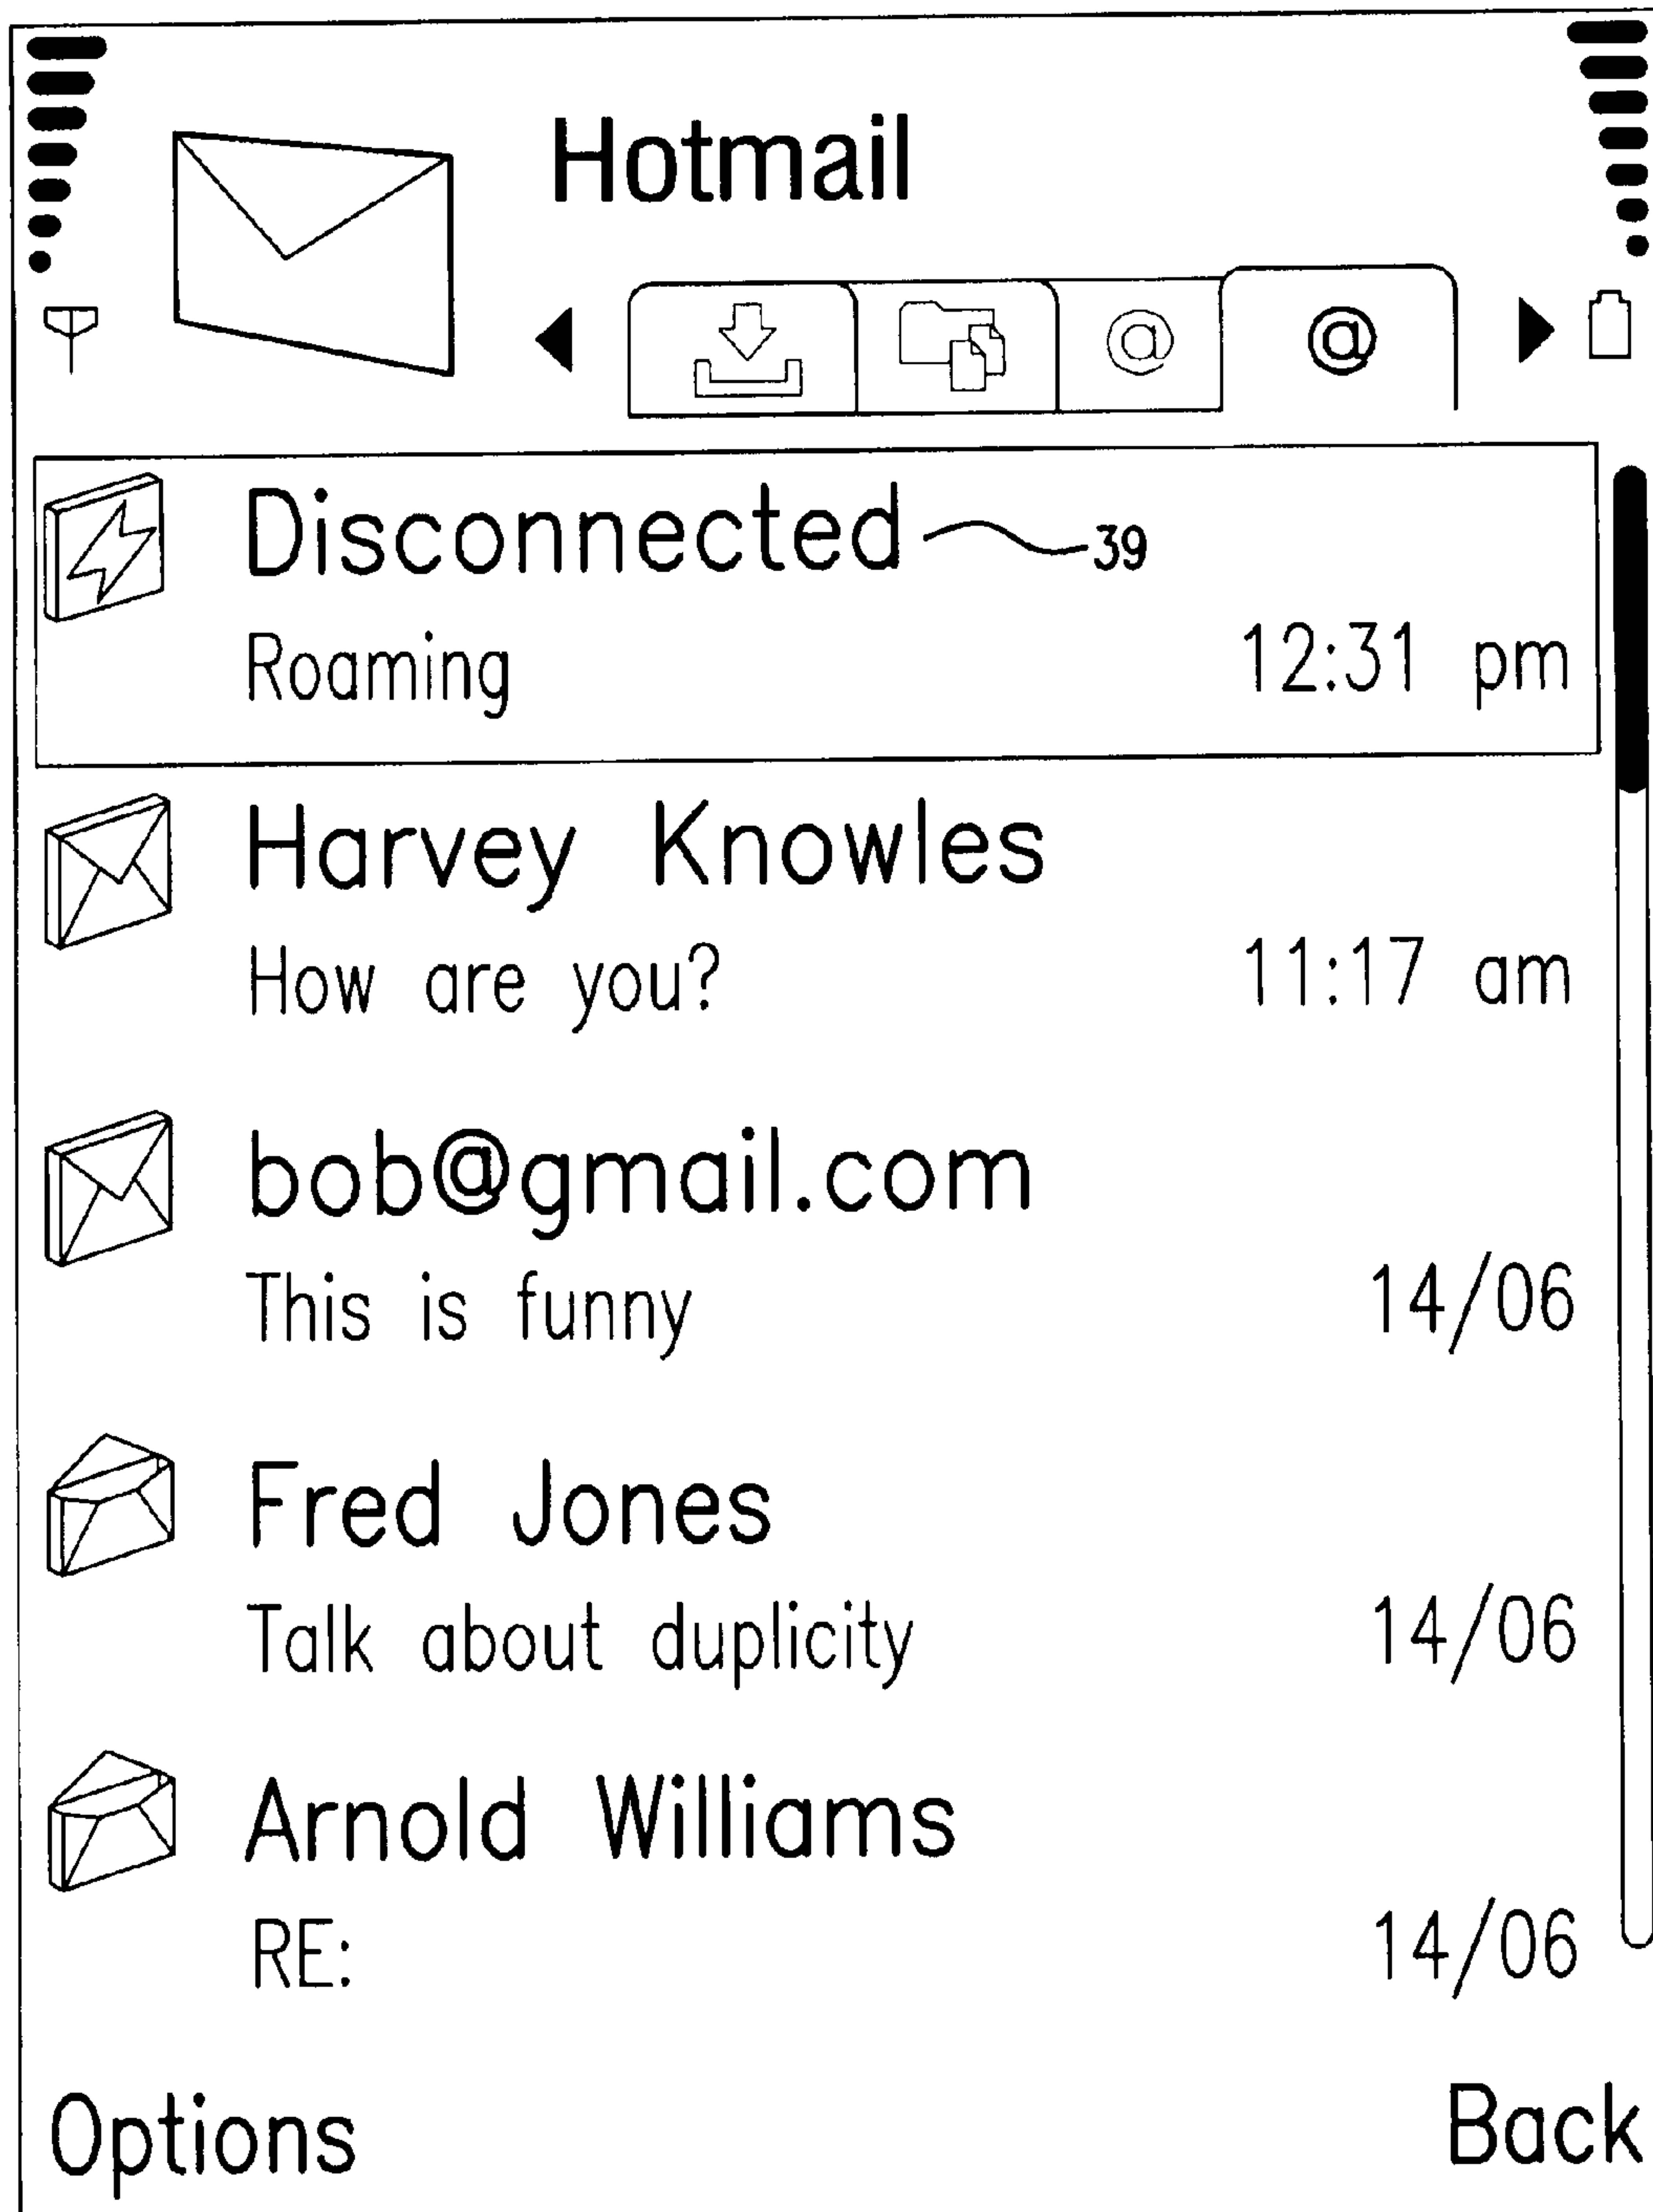 Hotmail
@ @
Disconnected 39
Roaming 12:31 pm
Harvey Knowles
How are you? 11:17 am
bob@gmail.com
This is funny 14/06
Fred Jones
Talk about duplicity 14/06
Arnold Williams
RE: 14/06
Options Back